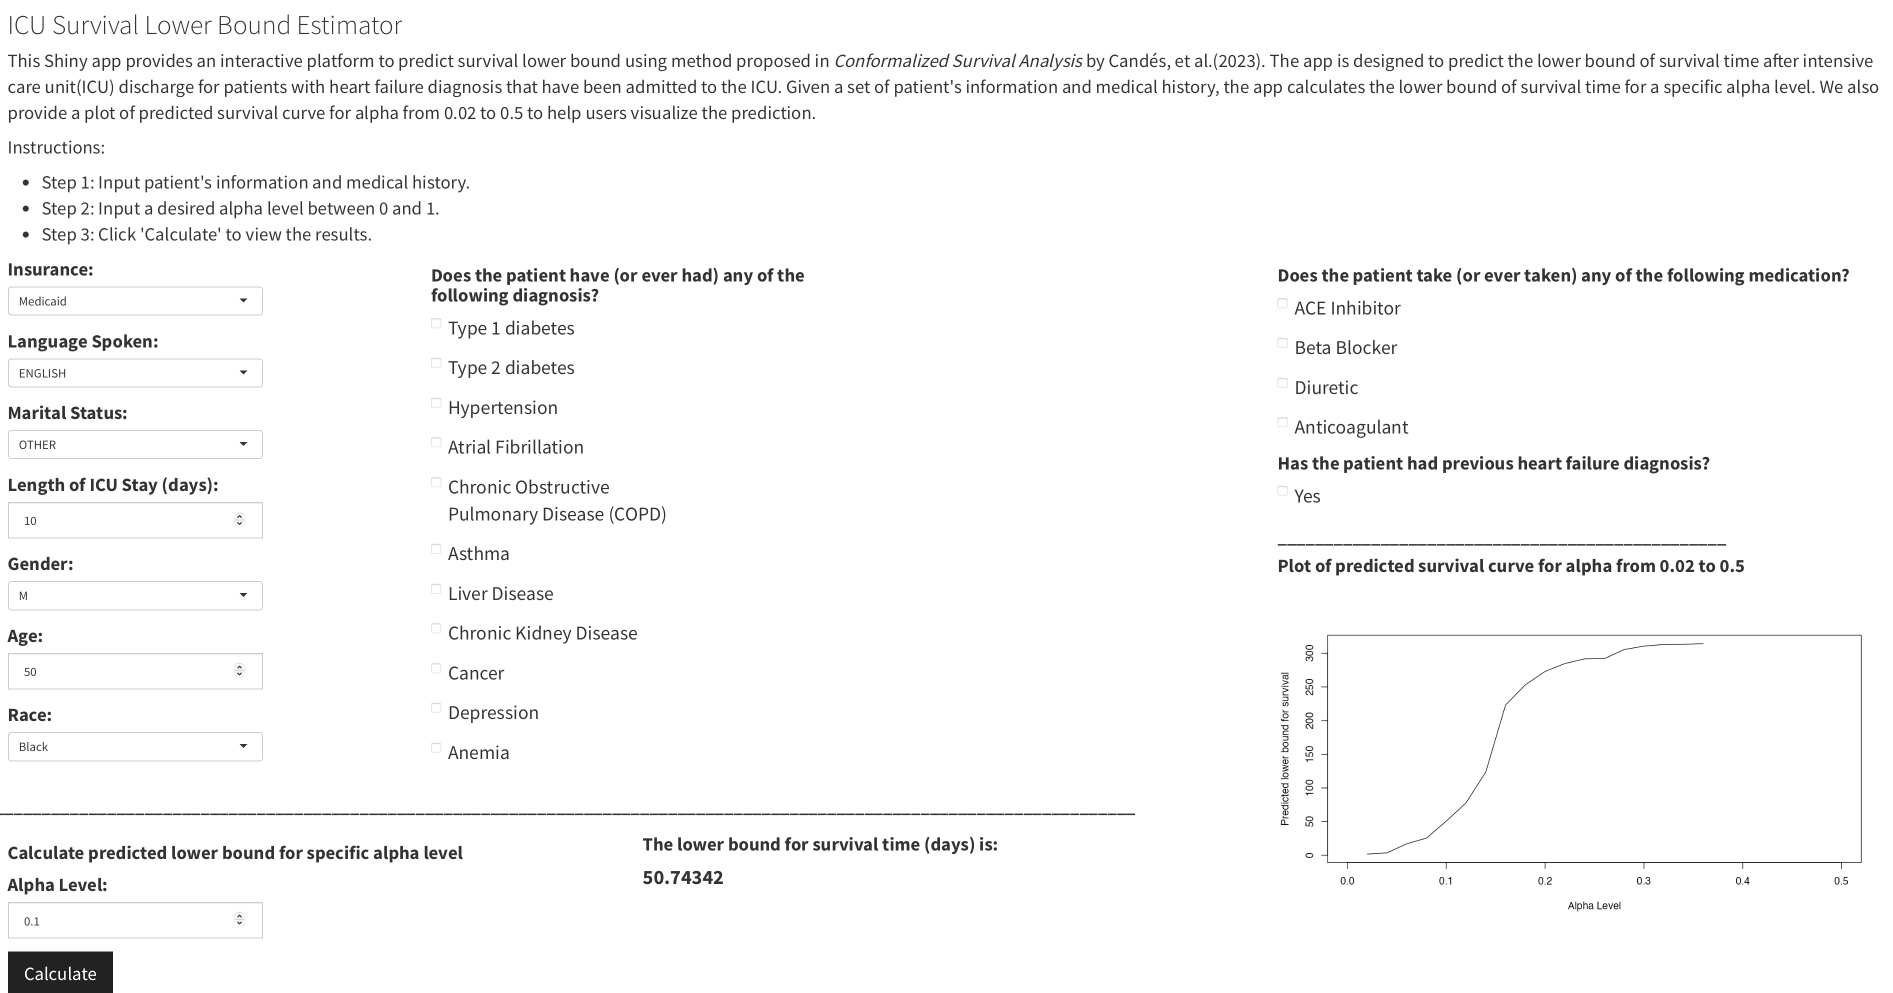 ICU Survival Lower Bound Estimator
This Shiny app provides an interactive platform to predict survival lower bound using method proposed in Conformalized Survival Analysis by Candés, et al.(2023). The app is designed to predict the lower bound of survival time after intensive
care unit(ICU) discharge for patients with heart failure diagnosis that have been admitted to the ICU. Given a set of patient's information and medical history, the app calculates the lower bound of survival time for a specific alpha level. We also
provide a plot of predicted survival curve for alpha from 0.02 to 0.5 to help users visualize the prediction.
Instructions:
• Step 1: Input patient's information and medical history.
• Step 2: Input a desired alpha level between 0 and 1.
• Step 3: Click 'Calculate' to view the results.
Insurance:
Medicaid
Language Spoken:
ENGLISH
Marital Status:
OTHER
Length of ICU Stay (days):
10
Gender:
M
Age:
50
Race:
Black
Does the patient have (or ever had) any of the
following diagnosis?
Type 1 diabetes
Type 2 diabetes
Hypertension
Atrial Fibrillation
Chronic Obstructive
Pulmonary Disease (COPD)
Asthma
Liver Disease
Chronic Kidney Disease
Cancer
Depression
Anemia
Does the patient take (or ever taken) any of the following medication?
ACE Inhibitor
Beta Blocker
Diuretic
Anticoagulant
Has the patient had previous heart failure diagnosis?
Yes
Plot of predicted survival curve for alpha from 0.02 to 0.5
Predicted lower bound for survival
300
250
200
150
100
50
0
0.0 0.1 0.2 0.3 0.4 0.5
Alpha Level
Calculate predicted lower bound for specific alpha level
Alpha Level:
0.1
Calculate
The lower bound for survival time (days) is:
50.74342